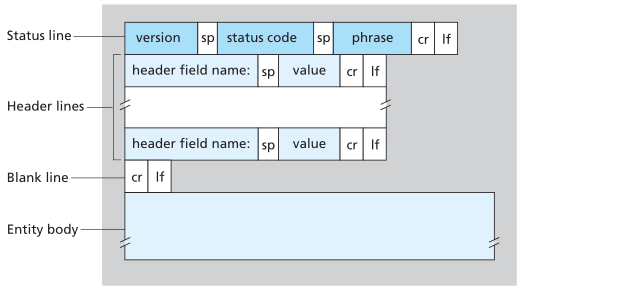 Status line version sp status code sp phrase cr lf
header field name: sp value cr lf
Header lines
header field name: sp value cr lf
Blank line cr lf
Entity body